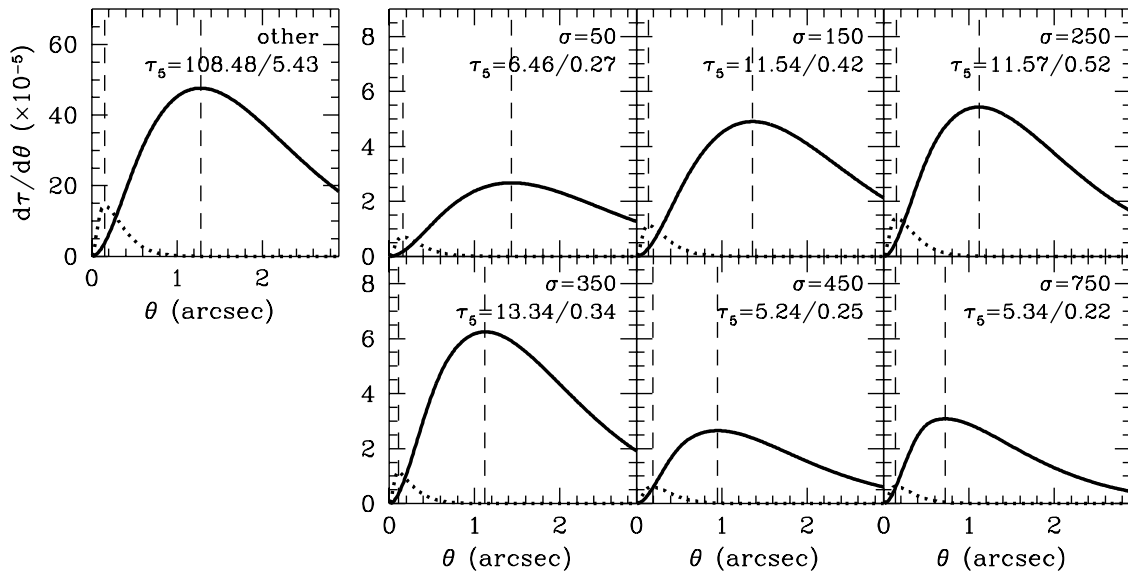 other
τ₅=108.48/5.43
dτ/dθ (×10⁻⁵)
60
40
20
0
0 1 2
θ (arcsec)
8
6
4
2
0
σ=50
τ₅=6.46/0.27
σ=150
τ₅=11.54/0.42
σ=250
τ₅=11.57/0.52
8
6
4
2
0
σ=350
τ₅=13.34/0.34
σ=450
τ₅=5.24/0.25
σ=750
τ₅=5.34/0.22
0 1 2
0 1 2
0 1 2
θ (arcsec)
θ (arcsec)
θ (arcsec)